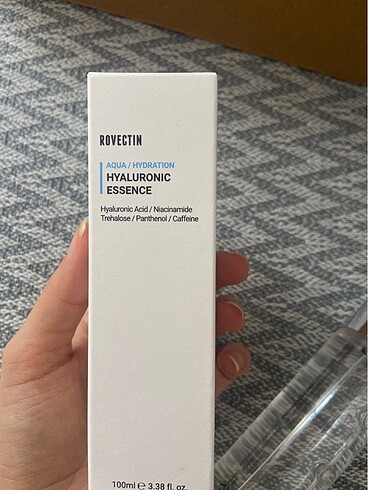 ROVECTIN
AQUA / HYDRATION
HYALURONIC
ESSENCE
Hyaluronic Acid / Niacinamide
Trehalose / Panthenol / Caffeine
100ml ℮ 3.38 fl. oz.